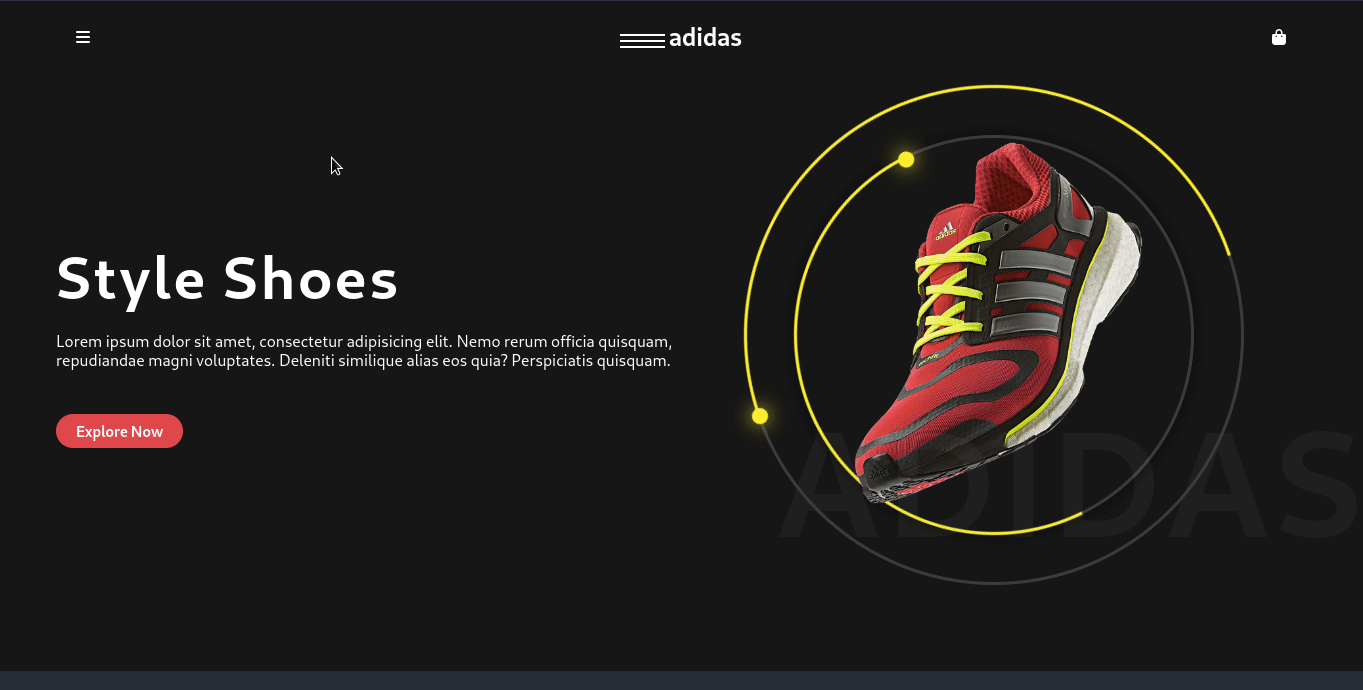 adidas
Style Shoes
Lorem ipsum dolor sit amet, consectetur adipisicing elit. Nemo rerum officia quisquam,
repudiandae magni voluptates. Deleniti similique alias eos quia? Perspiciatis quisquam.
Explore Now
adidas
ADIDAS